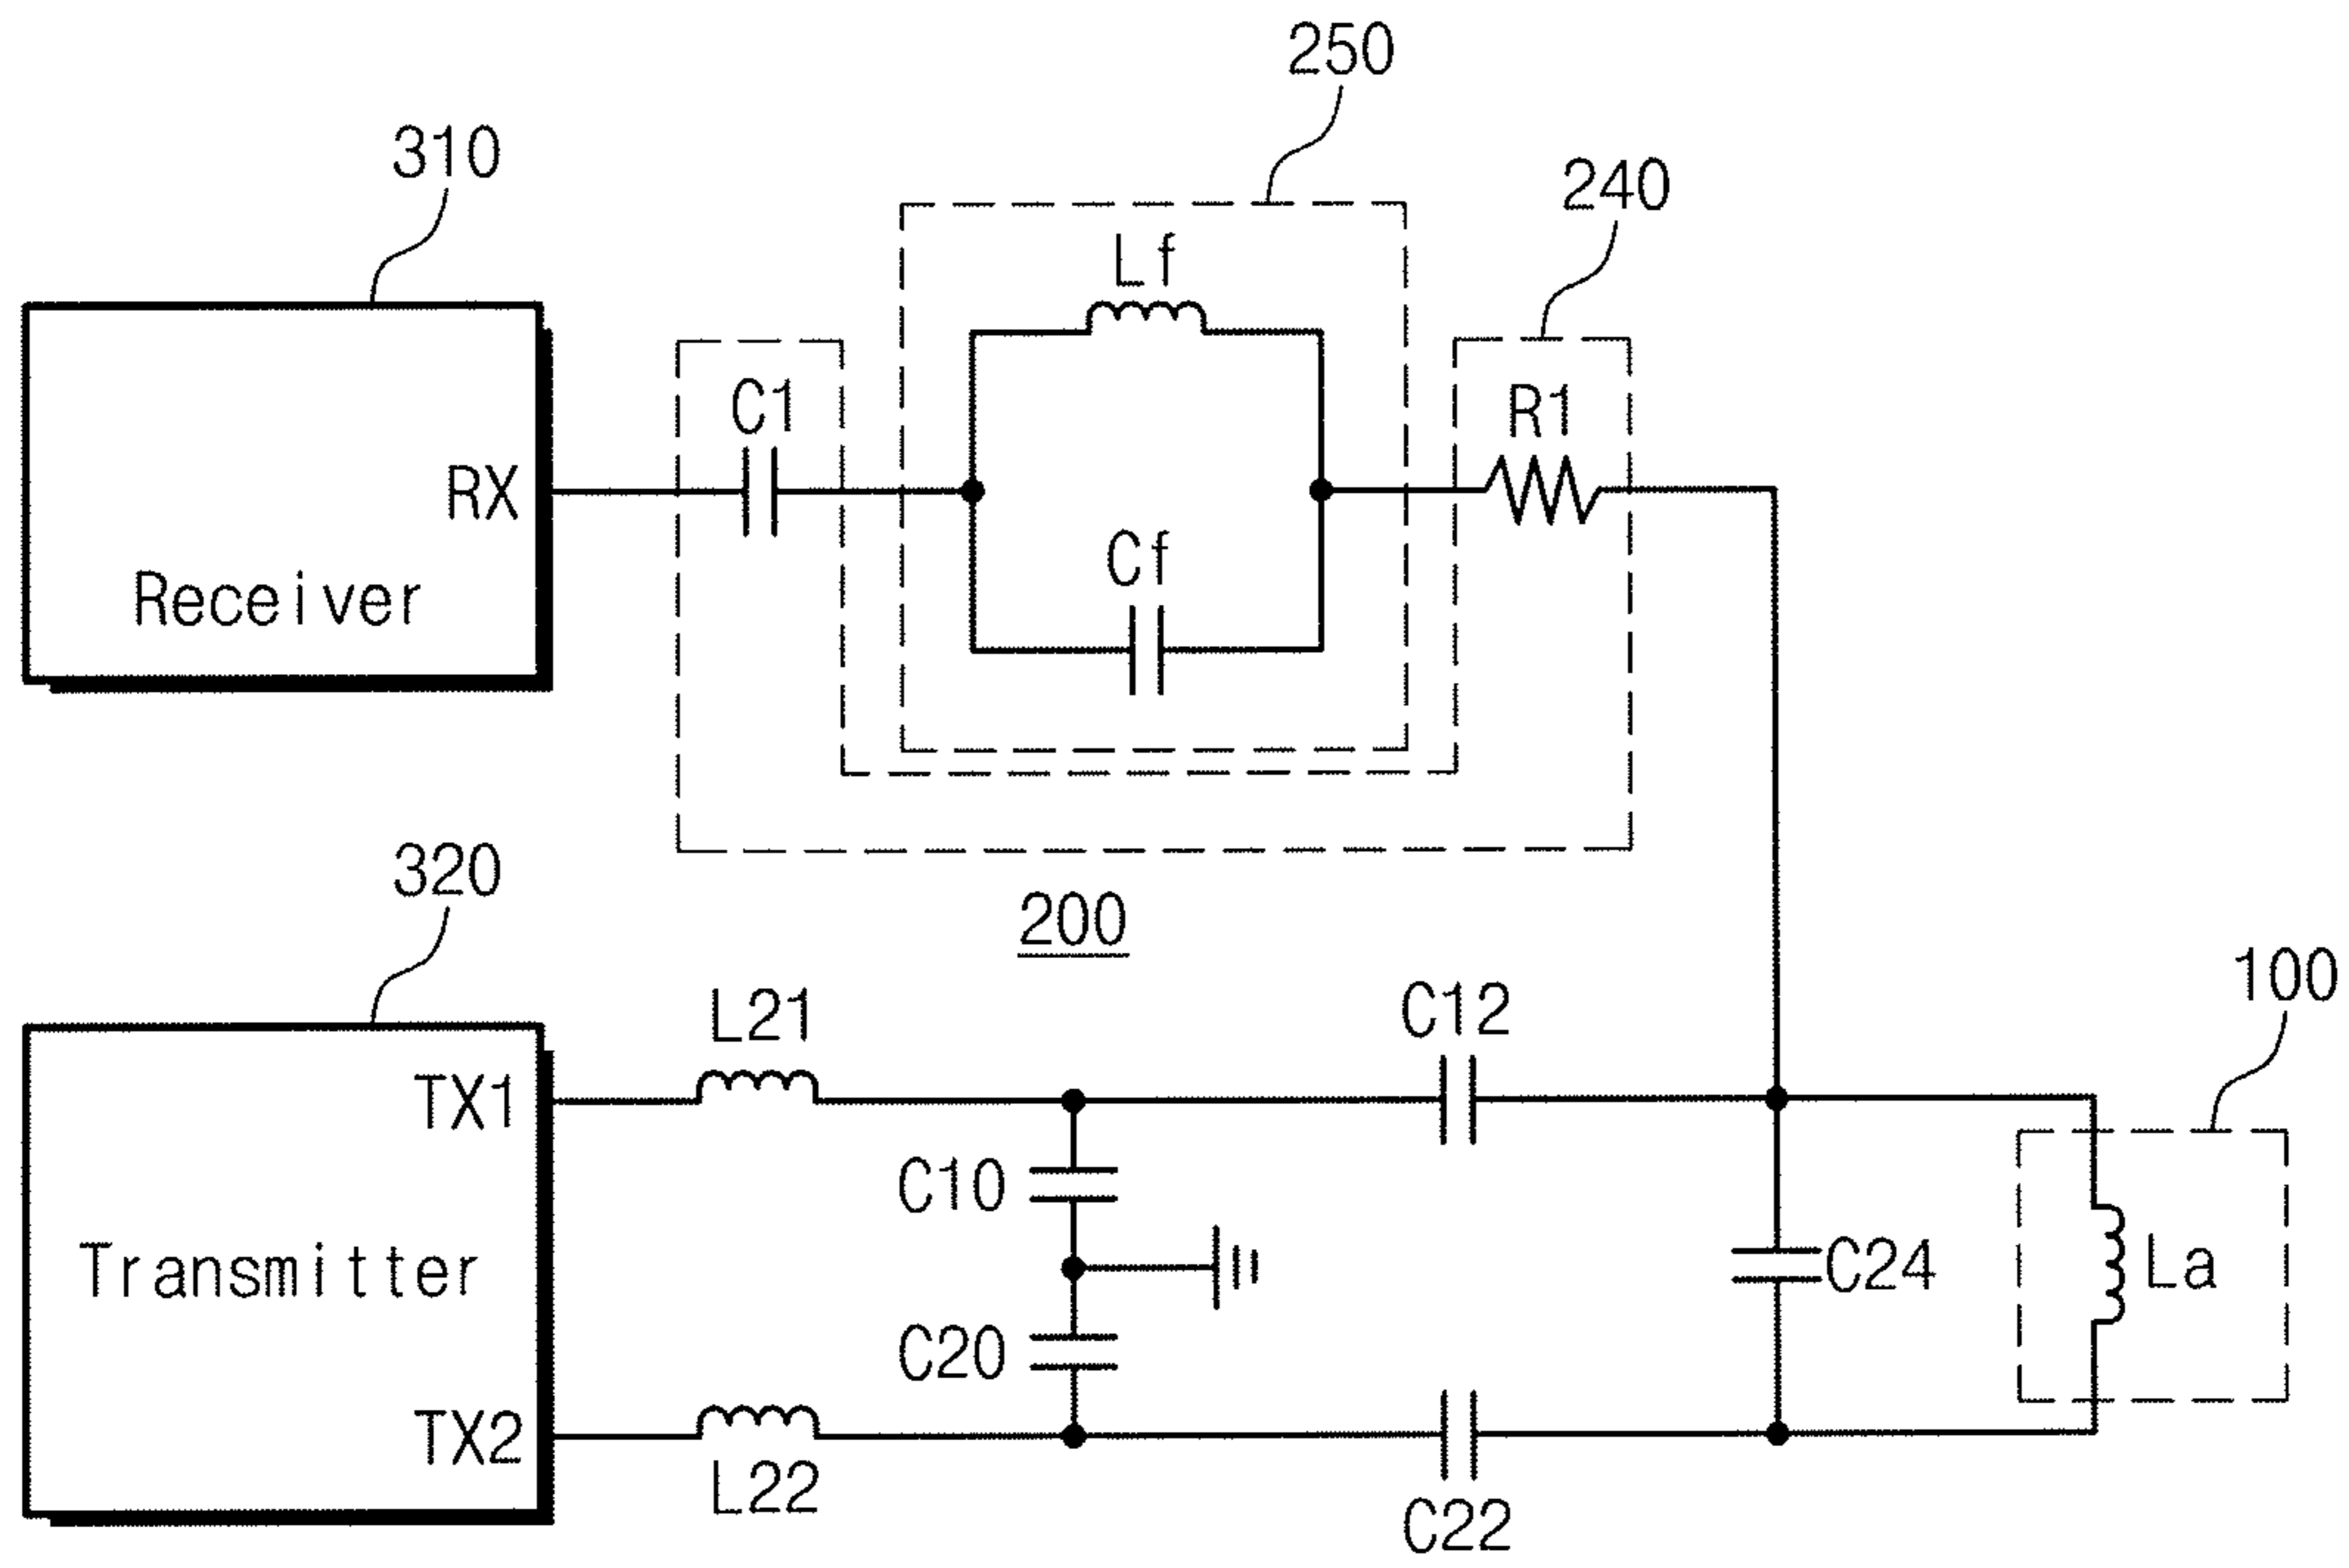 250
310
240
Lf
C1
R1
RX
Cf
Receiver
320
200
100
L21
C12
TX1
C10
Transmitter
C24
La
C20
TX2
L22
C22